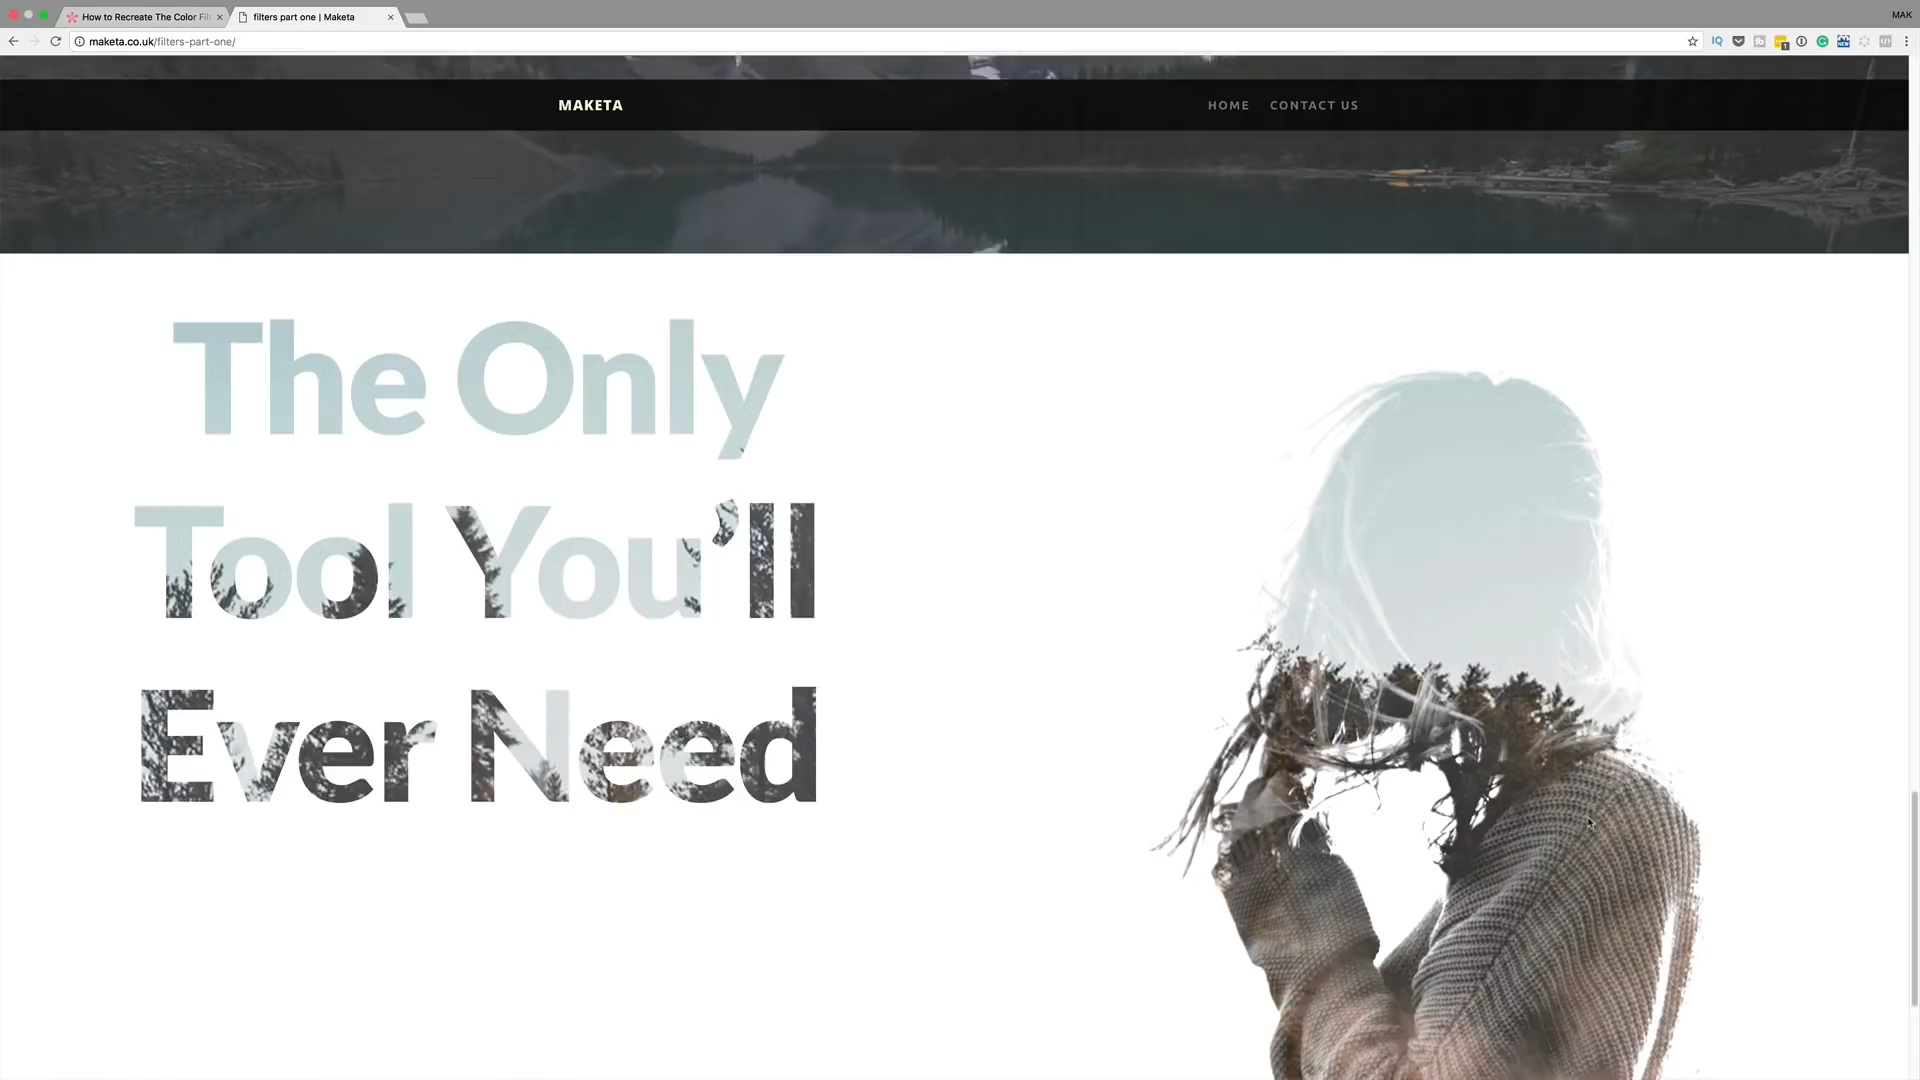 How to Recreate The Color Fil
filters part one | Maketa
MAK
maketa.co.uk/filters-part-one/
MAKETA
HOME
CONTACT US
The Only
Tool You'll
Ever Need